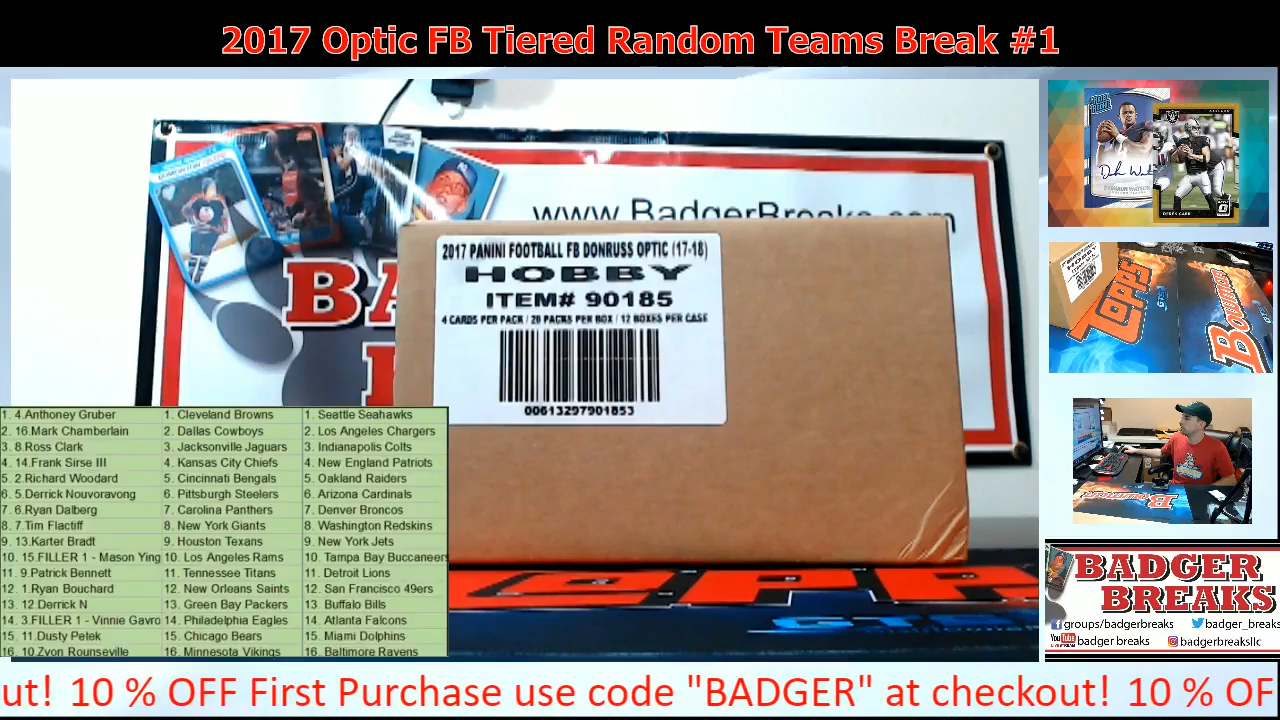 2017 Optic FB Tiered Random Teams Break #1
www.BadgerBreaks.com
BA
2017 PANINI FOOTBALL FB DONRUSS OPTIC (17-18)
HOBBY
ITEM# 90185
4 CARDS PER PACK / 20 PACKS PER BOX / 12 BOXES PER CASE
00613297901853
1. 4.Anthoney Gruber 1. Cleveland Browns 1. Seattle Seahawks
2. 16.Mark Chamberlain 2. Dallas Cowboys 2. Los Angeles Chargers
3. 8.Ross Clark 3. Jacksonville Jaguars 3. Indianapolis Colts
4. 14.Frank Sirse III 4. Kansas City Chiefs 4. New England Patriots
5. 2.Richard Woodard 5. Cincinnati Bengals 5. Oakland Raiders
6. 5.Derrick Nouvoravong 6. Pittsburgh Steelers 6. Arizona Cardinals
7. 6.Ryan Dalberg 7. Carolina Panthers 7. Denver Broncos
8. 7.Tim Flactiff 8. New York Giants 8. Washington Redskins
9. 13.Karter Bradt 9. Houston Texans 9. New York Jets
10. 15.FILLER 1 - Mason Ying 10. Los Angeles Rams 10. Tampa Bay Buccaneers
11. 9.Patrick Bennett 11. Tennessee Titans 11. Detroit Lions
12. 1.Ryan Bouchard 12. New Orleans Saints 12. San Francisco 49ers
13. 12.Derrick N 13. Green Bay Packers 13. Buffalo Bills
14. 3.FILLER 1 - Vinnie Gavro 14. Philadelphia Eagles 14. Atlanta Falcons
15. 11.Dusty Petek 15. Chicago Bears 15. Miami Dolphins
16. 10.Zyon Rounseville 16. Minnesota Vikings 16. Baltimore Ravens
DEREK CARR
TOPPS
Bowman
BADGER
BREAKS
groups/badgerbreaks badger_breaks
You Tube badger breaks badgerbreaksllc
out! 10 % OFF First Purchase use code "BADGER" at checkout! 10 % OF